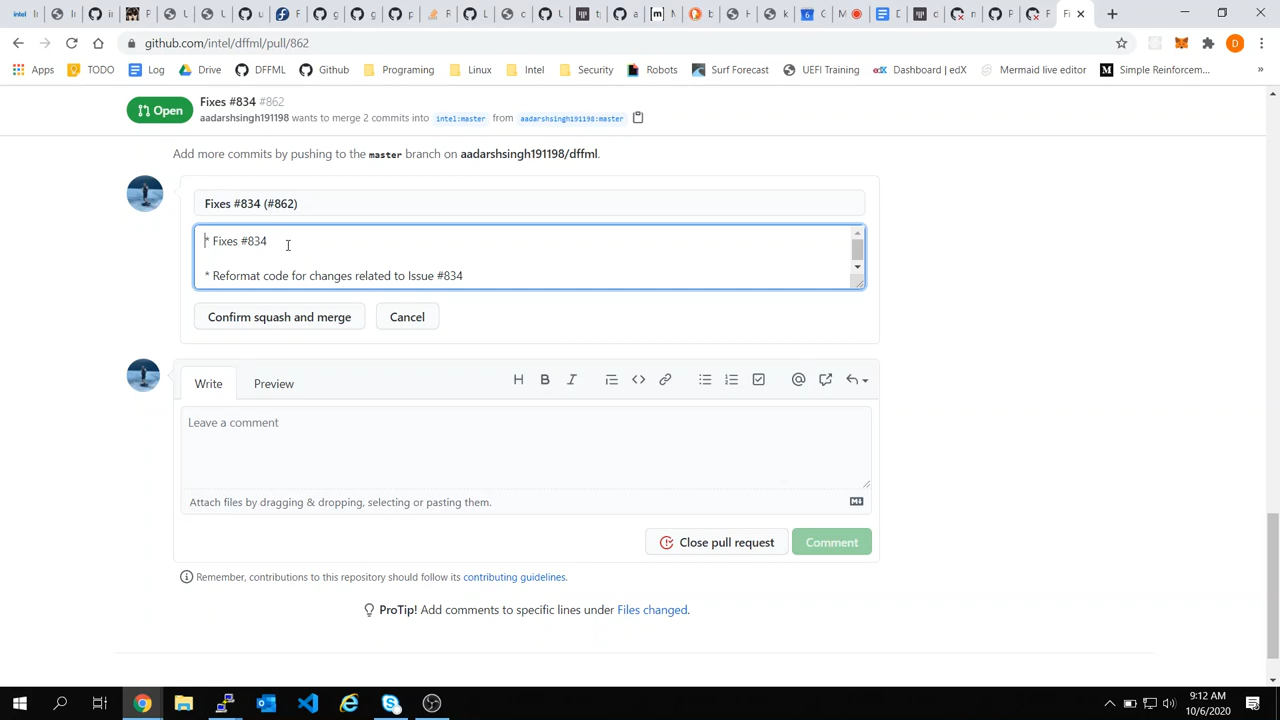 intel
Ir
in
P
U
U
u
F
g
g
p
F
L
c
U
t
a
M
b
H
k
G
M
D
d
n
P
F
Fi
github.com/intel/dffml/pull/862
D
Apps
TODO
Log
Drive
DFFML
Github
Programing
Linux
Intel
Security
Robots
Surf Forecast
UEFI Training
edX Dashboard | edX
Mermaid live editor
Simple Reinforcem...
»
Open
Fixes #834 #862
aadarshsingh191198 wants to merge 2 commits into intel:master from aadarshsingh191198:master
Add more commits by pushing to the master branch on aadarshsingh191198/dffml.
Fixes #834 (#862)
* Fixes #834
* Reformat code for changes related to Issue #834
Confirm squash and merge
Cancel
Write
Preview
Leave a comment
Attach files by dragging & dropping, selecting or pasting them.
Close pull request
Comment
Remember, contributions to this repository should follow its contributing guidelines.
ProTip! Add comments to specific lines under Files changed.
9:12 AM
10/6/2020